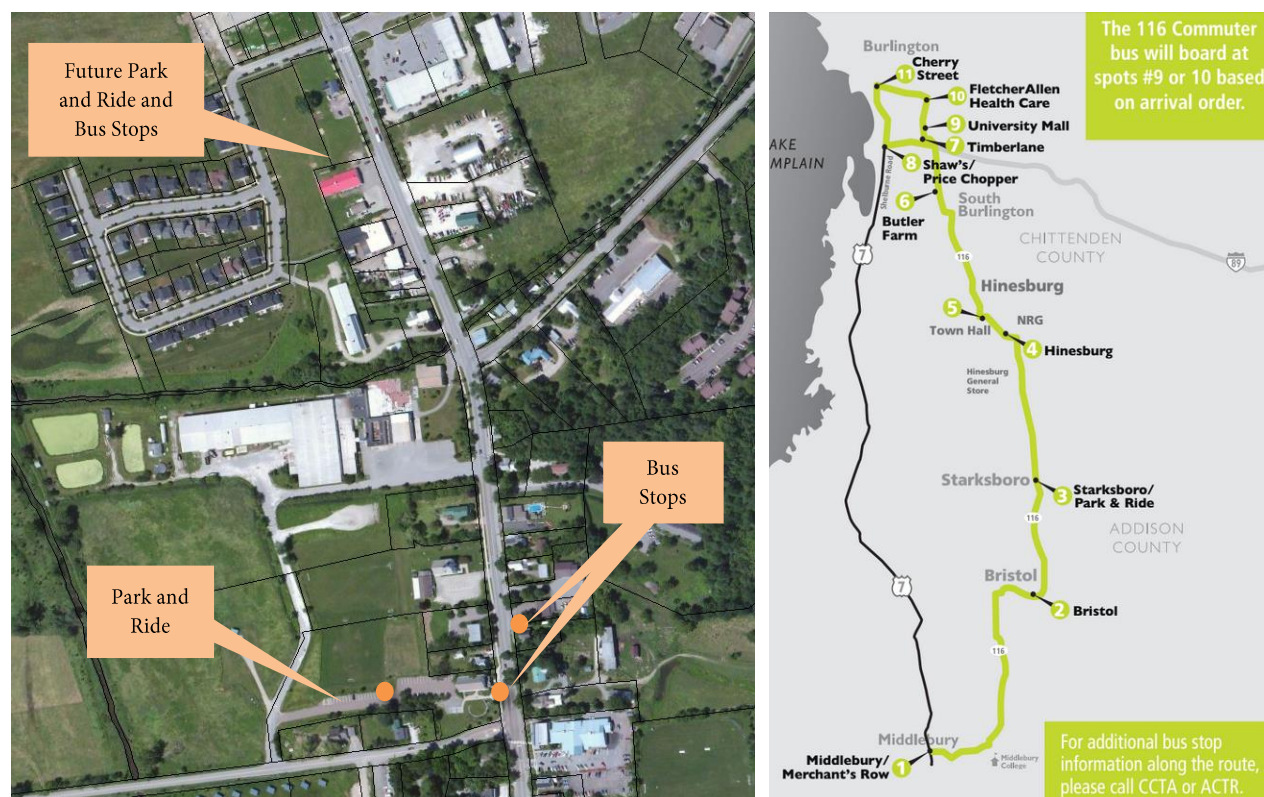 Future Park
and Ride and
Bus Stops
Bus
Stops
Park and
Ride
The 116 Commuter
bus will board at
spots #9 or 10 based
on arrival order.
Burlington
11 Cherry
Street
10 FletcherAllen
Health Care
9 University Mall
7 Timberlane
AKE
MPLAIN
8 Shaw's/
Price Chopper
Shelburne Road
6
Butler
Farm
South
Burlington
CHITTENDEN
COUNTY
7
116
89
Hinesburg
5
Town Hall
NRG
4 Hinesburg
Hinesburg
General
Store
Starksboro
3 Starksboro/
Park & Ride
116
ADDISON
COUNTY
7
Bristol
2 Bristol
116
Middlebury
Middlebury/
Merchant's Row
1
Middlebury
College
For additional bus stop
information along the route,
please call CCTA or ACTR.